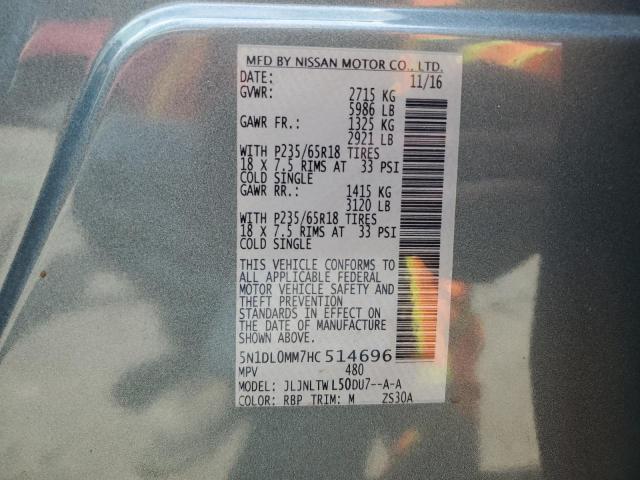 MFD BY NISSAN MOTOR CO., LTD.
DATE: 11/16
GVWR: 2715 KG
5986 LB
GAWR FR.: 1325 KG
2921 LB
WITH P235/65R18 TIRES
18 X 7.5 RIMS AT 33 PSI
COLD SINGLE
GAWR RR.: 1415 KG
3120 LB
WITH P235/65R18 TIRES
18 X 7.5 RIMS AT 33 PSI
COLD SINGLE
THIS VEHICLE CONFORMS TO
ALL APPLICABLE FEDERAL
MOTOR VEHICLE SAFETY AND
THEFT PREVENTION
STANDARDS IN EFFECT ON
THE DATE OF MANUFACTURE
SHOWN ABOVE.
5N1DL0MM7HC514696
MPV 480
MODEL: JLJNLTWL50DU7--A-A
COLOR: RBP TRIM: M ZS30A